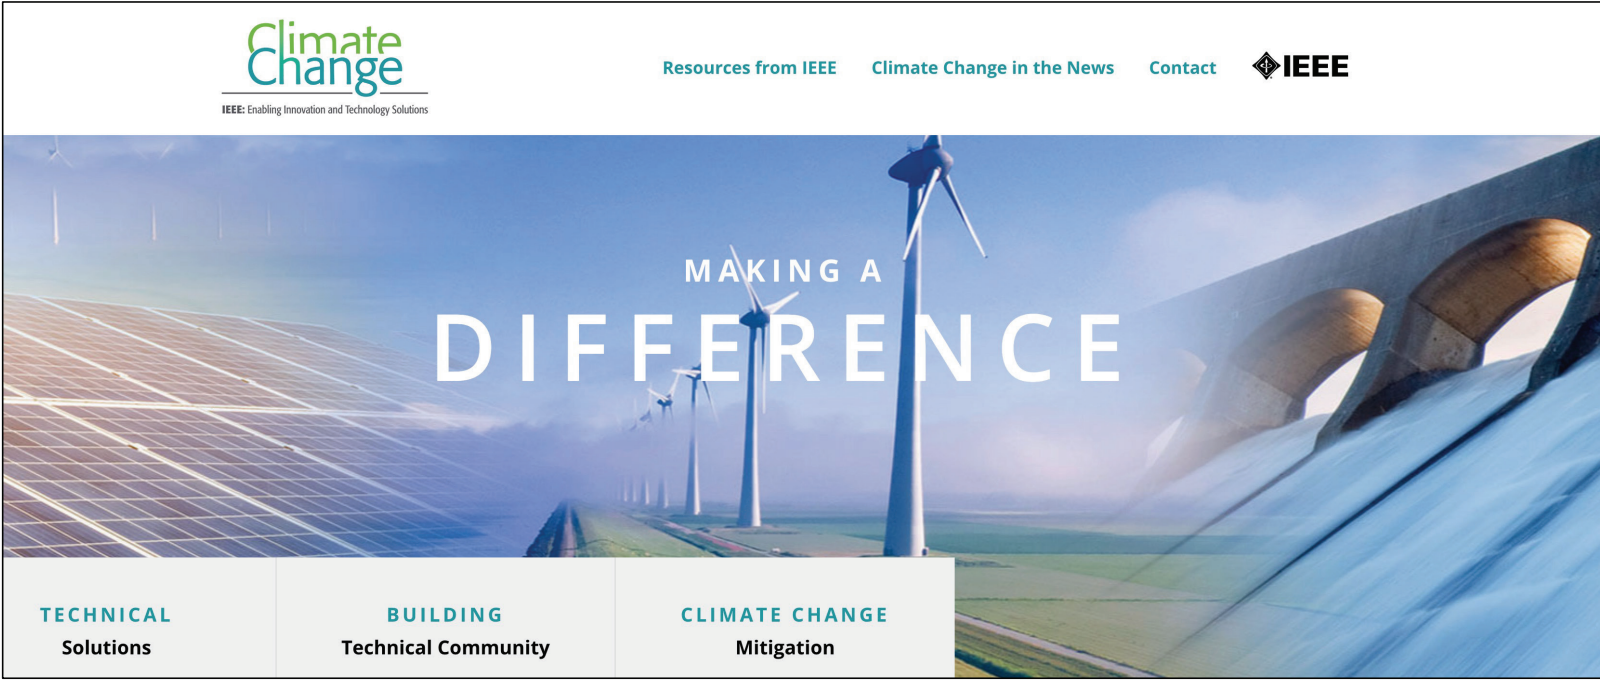 Climate
Change
IEEE: Enabling Innovation and Technology Solutions
Resources from IEEE
Climate Change in the News
Contact
IEEE
MAKING A
DIFFERENCE
TECHNICAL
Solutions
BUILDING
Technical Community
CLIMATE CHANGE
Mitigation